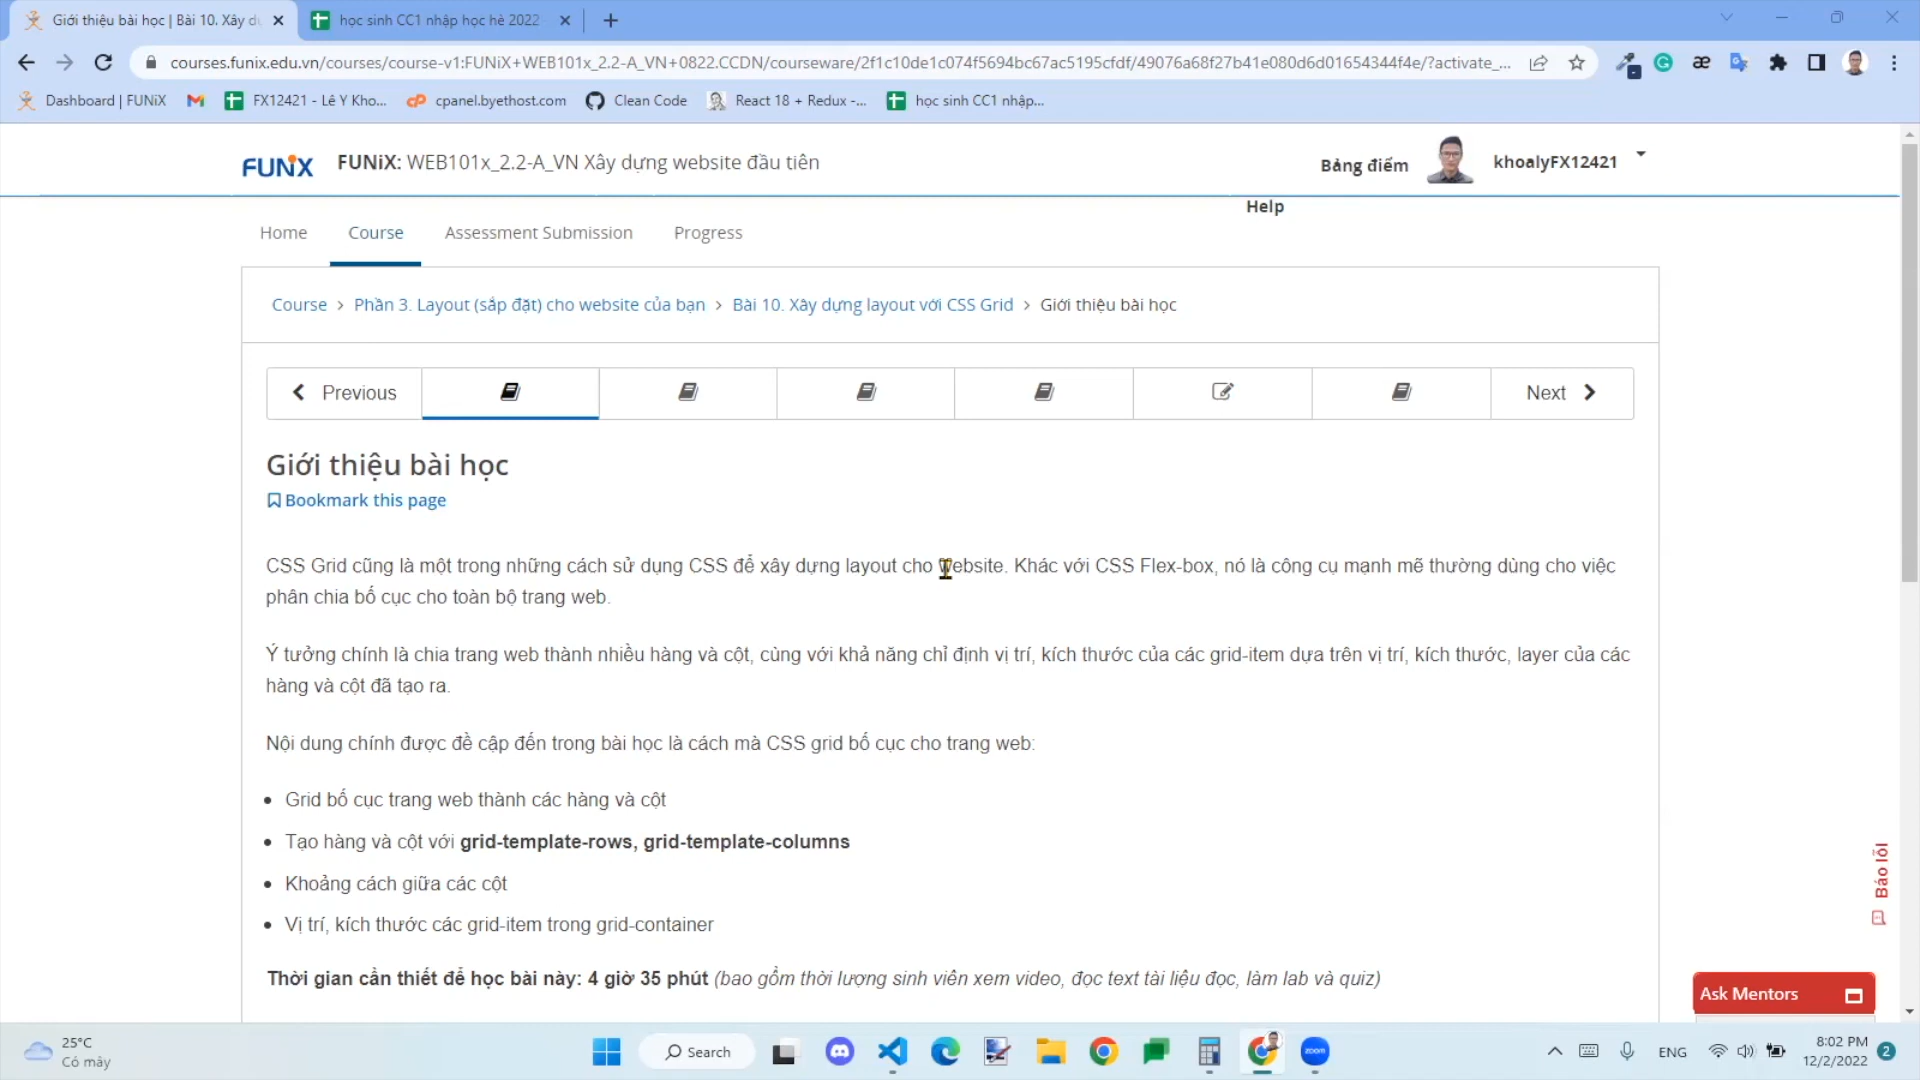 Giới thiệu bài học | Bài 10. Xây dụ
học sinh CC1 nhập học hè 2022
courses.funix.edu.vn/courses/course-v1:FUNiX+WEB101x_2.2-A_VN+0822.CCDN/courseware/2f1c10de1c074f5694bc67ac5195cfdf/49076a68f27b41e080d6d01654344f4e/?activate_...
Dashboard | FUNiX
FX12421 - Lê Y Kho...
cpanel.byethost.com
Clean Code
React 18 + Redux -...
học sinh CC1 nhập...
FUNiX
FUNiX: WEB101x_2.2-A_VN Xây dựng website đầu tiên
Bảng điểm
khoalyFX12421
Help
Home
Course
Assessment Submission
Progress
Course > Phần 3. Layout (sắp đặt) cho website của bạn > Bài 10. Xây dựng layout với CSS Grid > Giới thiệu bài học
Previous
Next
Giới thiệu bài học
Bookmark this page
CSS Grid cũng là một trong những cách sử dụng CSS để xây dựng layout cho website. Khác với CSS Flex-box, nó là công cụ mạnh mẽ thường dùng cho việc
phân chia bố cục cho toàn bộ trang web.
Ý tưởng chính là chia trang web thành nhiều hàng và cột, cùng với khả năng chỉ định vị trí, kích thước của các grid-item dựa trên vị trí, kích thước, layer của các
hàng và cột đã tạo ra.
Nội dung chính được đề cập đến trong bài học là cách mà CSS grid bố cục cho trang web:
Grid bố cục trang web thành các hàng và cột
Tạo hàng và cột với grid-template-rows, grid-template-columns
Khoảng cách giữa các cột
Vị trí, kích thước các grid-item trong grid-container
Thời gian cần thiết để học bài này: 4 giờ 35 phút (bao gồm thời lượng sinh viên xem video, đọc text tài liệu đọc, làm lab và quiz)
Báo lỗi
Ask Mentors
25°C
Có mây
Search
zoom
ENG
8:02 PM
12/2/2022
2